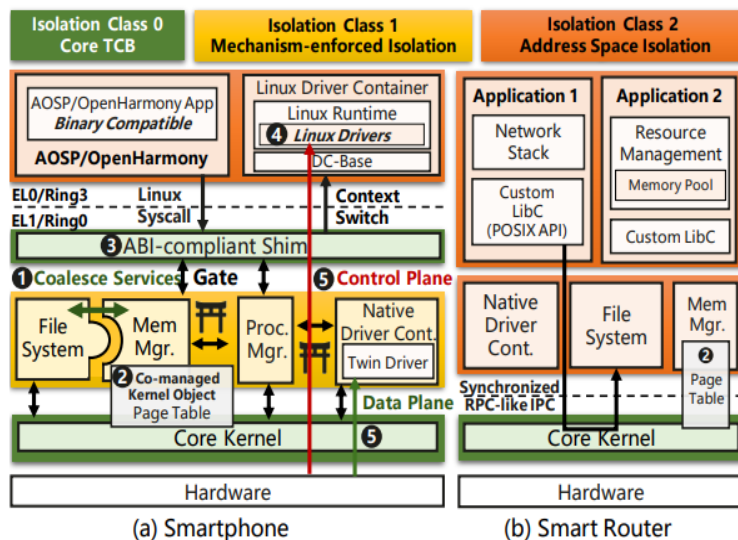 Isolation Class 0
Core TCB
Isolation Class 1
Mechanism-enforced Isolation
Isolation Class 2
Address Space Isolation
AOSP/OpenHarmony App
Binary Compatible
AOSP/OpenHarmony
Linux Driver Container
Linux Runtime
4 Linux Drivers
DC-Base
EL0/Ring3
EL1/Ring0
Linux
Syscall
Context
Switch
3 ABI-compliant Shim
1 Coalesce Services
Gate
5 Control Plane
File
System
Mem
Mgr.
Proc.
Mgr.
Native
Driver Cont.
Twin Driver
2 Co-managed
Kernel Object
Page Table
Data Plane
Core Kernel
5
Hardware
(a) Smartphone
Application 1
Network
Stack
Custom
LibC
(POSIX API)
Application 2
Resource
Management
Memory Pool
Custom LibC
Native
Driver
Cont.
File
System
Mem
Mgr.
2
Page
Table
Synchronized
RPC-like IPC
Core Kernel
Hardware
(b) Smart Router